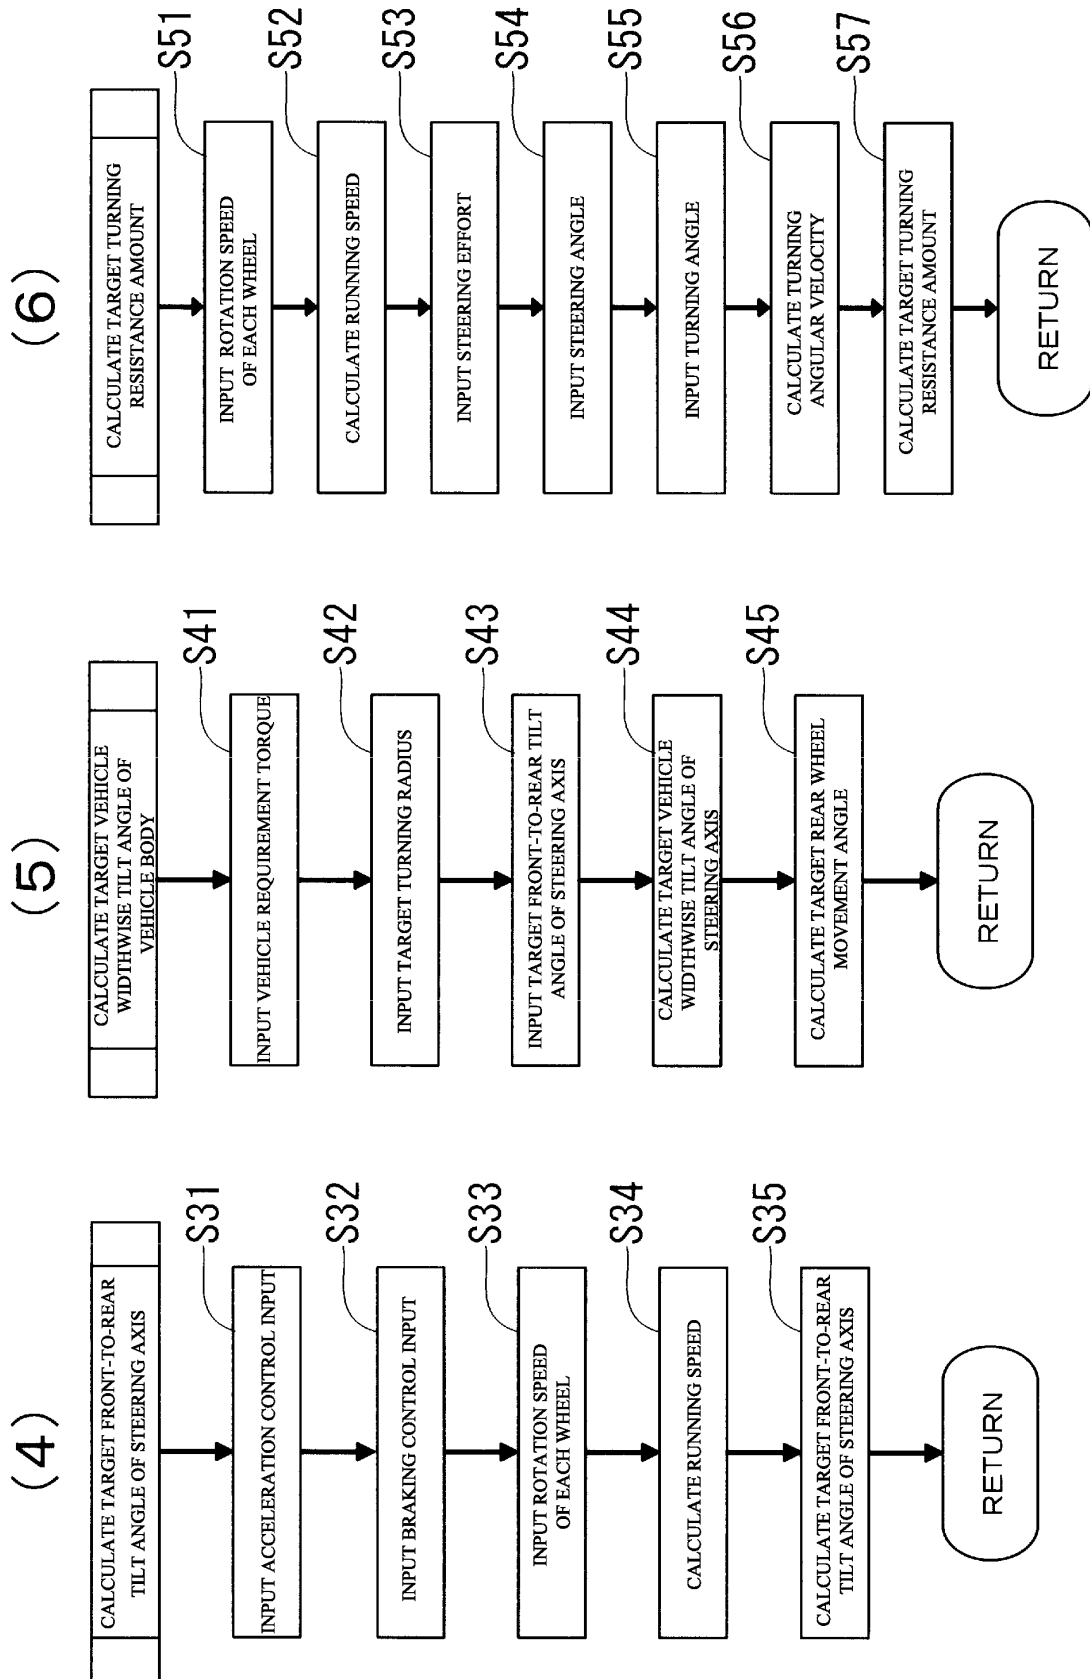 (4)
CALCULATE TARGET FRONT-TO-REAR
TILT ANGLE OF STEERING AXIS
S31
INPUT ACCELERATION CONTROL INPUT
S32
INPUT BRAKING CONTROL INPUT
S33
INPUT ROTATION SPEED
OF EACH WHEEL
S34
CALCULATE RUNNING SPEED
S35
CALCULATE TARGET FRONT-TO-REAR
TILT ANGLE OF STEERING AXIS
RETURN
(5)
CALCULATE TARGET VEHICLE
WIDTHWISE TILT ANGLE OF
VEHICLE BODY
S41
INPUT VEHICLE REQUIREMENT TORQUE
S42
INPUT TARGET TURNING RADIUS
S43
INPUT TARGET FRONT-TO-REAR TILT
ANGLE OF STEERING AXIS
S44
CALCULATE TARGET VEHICLE
WIDTHWISE TILT ANGLE OF
STEERING AXIS
S45
CALCULATE TARGET REAR WHEEL
MOVEMENT ANGLE
RETURN
(6)
CALCULATE TARGET TURNING
RESISTANCE AMOUNT
S51
INPUT ROTATION SPEED
OF EACH WHEEL
S52
CALCULATE RUNNING SPEED
S53
INPUT STEERING EFFORT
S54
INPUT STEERING ANGLE
S55
INPUT TURNING ANGLE
S56
CALCULATE TURNING
ANGULAR VELOCITY
S57
CALCULATE TARGET TURNING
RESISTANCE AMOUNT
RETURN